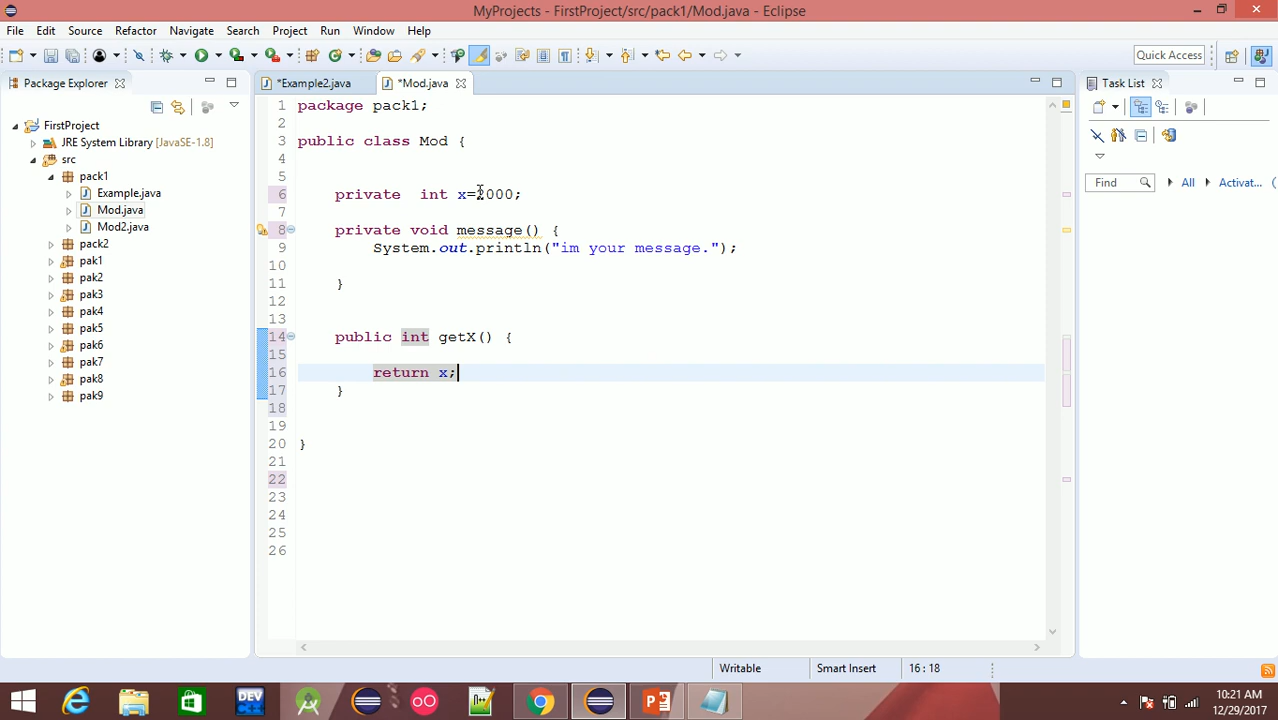 MyProjects - FirstProject/src/pack1/Mod.java - Eclipse
File Edit Source Refactor Navigate Search Project Run Window Help
Quick Access
Package Explorer
*Example2.java
*Mod.java
Task List
FirstProject
JRE System Library [JavaSE-1.8]
src
pack1
Example.java
Mod.java
Mod2.java
pack2
pak1
pak2
pak3
pak4
pak5
pak6
pak7
pak8
pak9
1 package pack1;
2
3 public class Mod {
4
5
6 private int x=2000;
7
8 private void message() {
9 System.out.println("im your message.");
10
11 }
12
13
14 public int getX() {
15
16 return x;
17 }
18
19
20 }
21
22
23
24
25
26
Find All Activat...
Writable Smart Insert 16 : 18
DEV
10:21 AM
12/29/2017